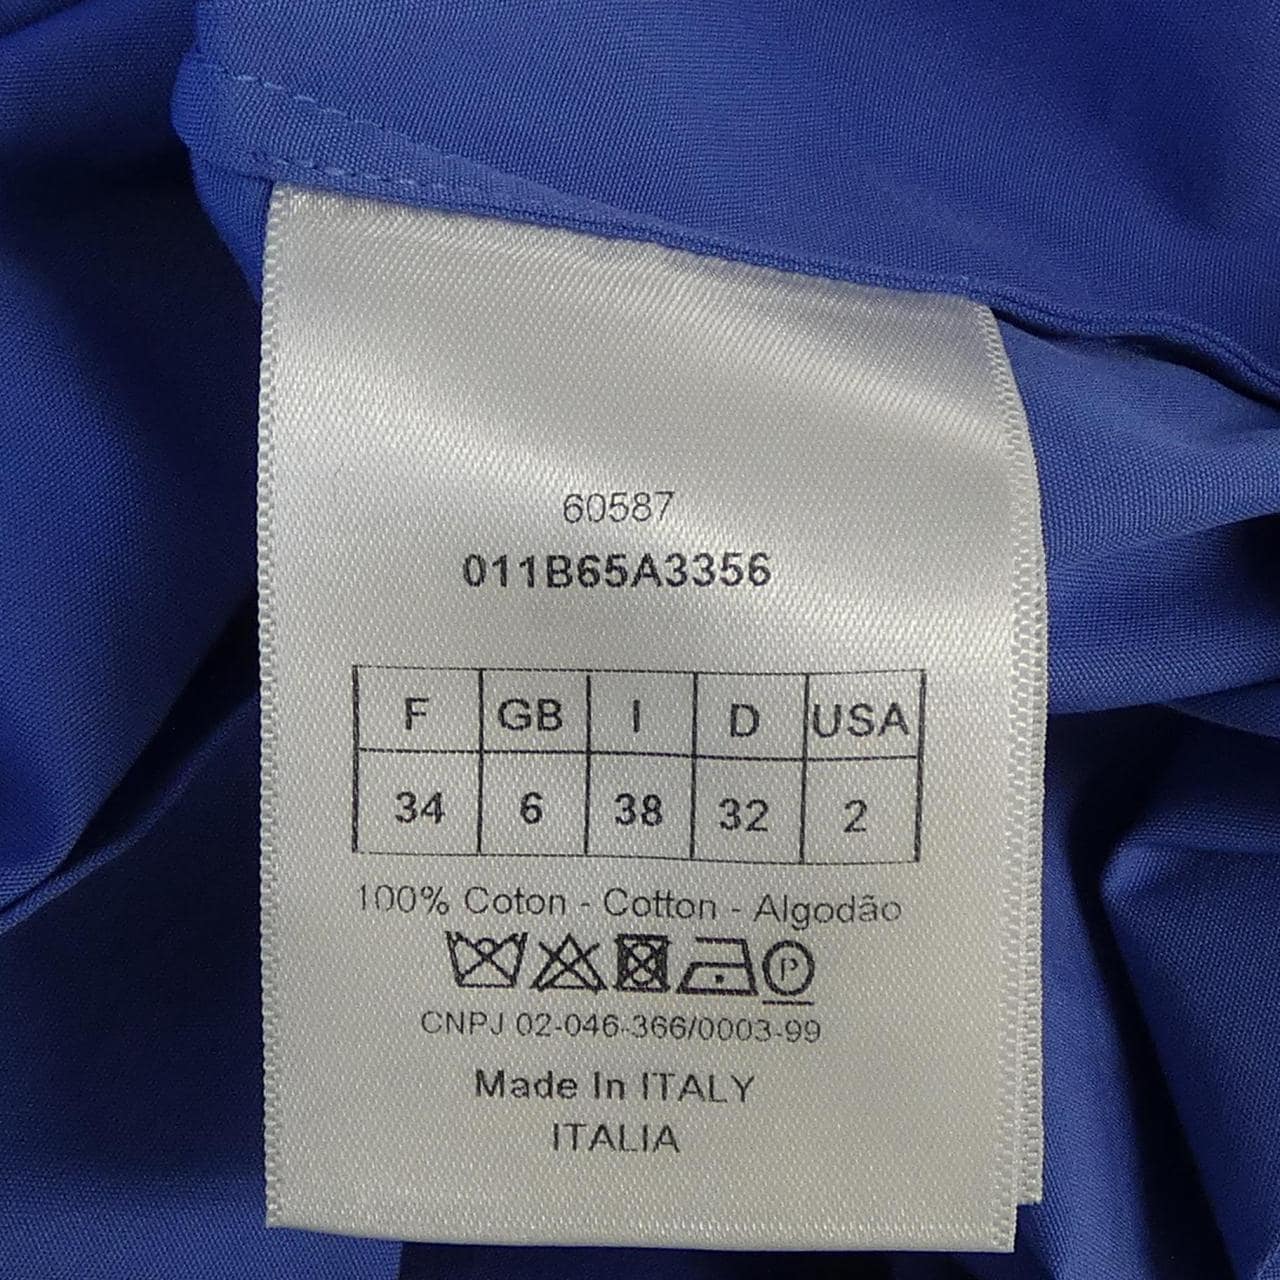 60587
011B65A3356
F GB I D USA
34 6 38 32 2
100% Coton - Cotton - Algodão
P
CNPJ 02-046-366/0003-99
Made In ITALY
ITALIA